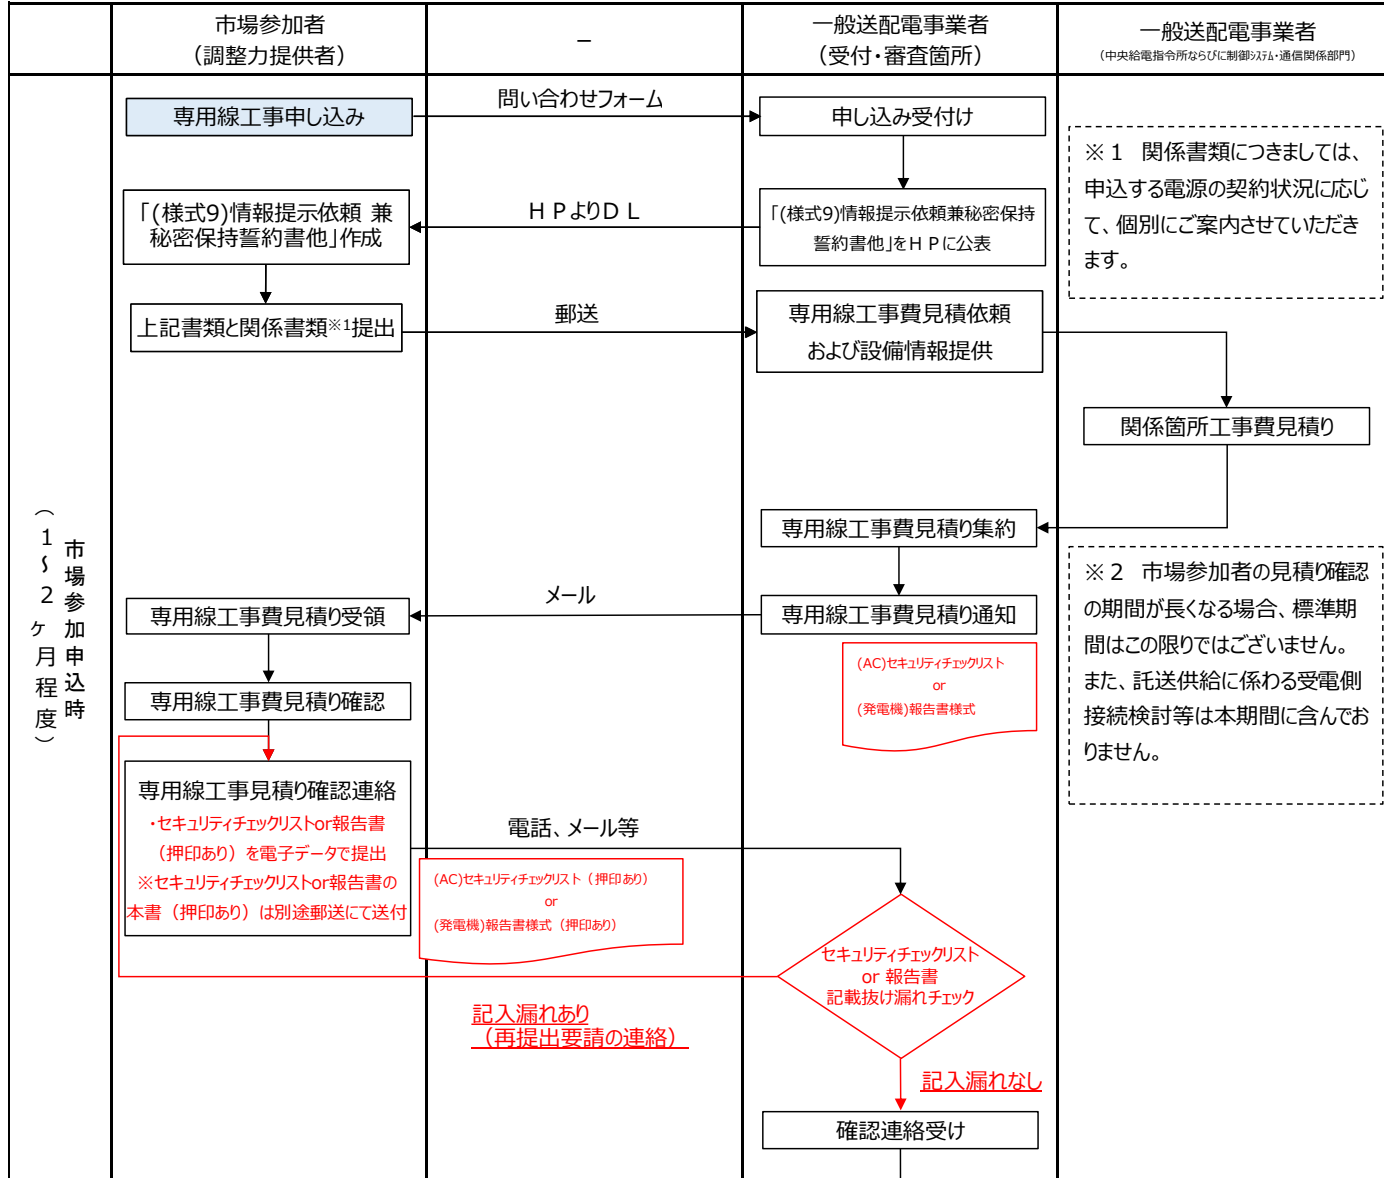 市場参加者
（調整力提供者）
－
一般送配電事業者
（受付・審査箇所）
一般送配電事業者
（中央給電指令所ならびに制御ｼｽﾃﾑ・通信関係部門）
市場参加申込時
（１～２ヶ月程度）
専用線工事申し込み
問い合わせフォーム
申し込み受付け
※１　関係書類につきましては、
申込する電源の契約状況に応じ
て、個別にご案内させていただき
ます。
「(様式9)情報提示依頼 兼
秘密保持誓約書他」作成
ＨＰよりＤＬ
「(様式9)情報提示依頼兼秘密保持
誓約書他」をＨＰに公表
上記書類と関係書類※1提出
郵送
専用線工事費見積依頼
および設備情報提供
関係箇所工事費見積り
専用線工事費見積り集約
※２　市場参加者の見積り確認
の期間が長くなる場合、標準期
間はこの限りではございません。
また、託送供給に係わる受電側
接続検討等は本期間に含んでお
りません。
専用線工事費見積り受領
メール
専用線工事費見積り通知
(AC)セキュリティチェックリスト
or
(発電機)報告書様式
専用線工事費見積り確認
専用線工事見積り確認連絡
・セキュリティチェックリストor報告書
（押印あり）を電子データで提出
※セキュリティチェックリストor報告書の
本書（押印あり）は別途郵送にて送付
電話、メール等
(AC)セキュリティチェックリスト（押印あり）
or
(発電機)報告書様式（押印あり）
セキュリティチェックリスト
or 報告書
記載抜け漏れチェック
記入漏れあり
（再提出要請の連絡）
記入漏れなし
確認連絡受け